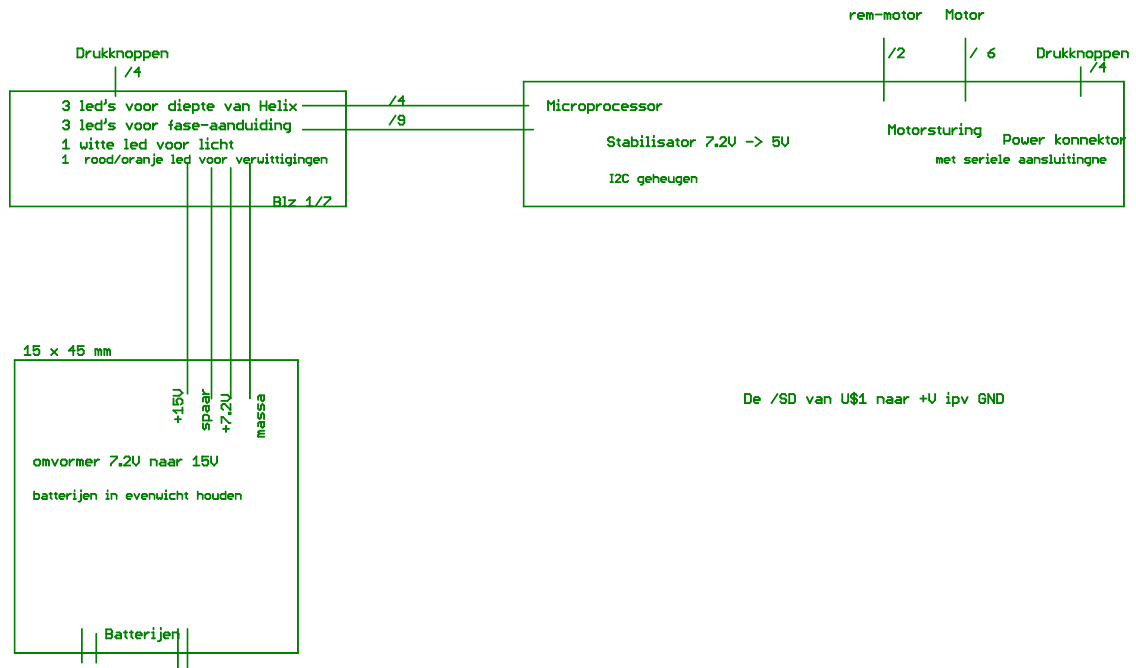 rem-motor
Motor
Drukknoppen
Drukknoppen
/4
/2
/ 6
/4
3 led's voor diepte van Helix
3 led's voor fase-aanduiding
1 witte led voor licht
1 rood/oranje led voor verwittigingen
Blz 1/7
/4
/9
Microprocessor
Stabilisator 7.2V -> 5V
I2C geheugen
Motorsturing
Power konnektor
met seriele aansluitingne
15 x 45 mm
+15V
spaar
+7.2V
massa
omvormer 7.2V naar 15V
batterijen in evenwicht houden
Batterijen
De /SD van U$1 naar +V ipv GND